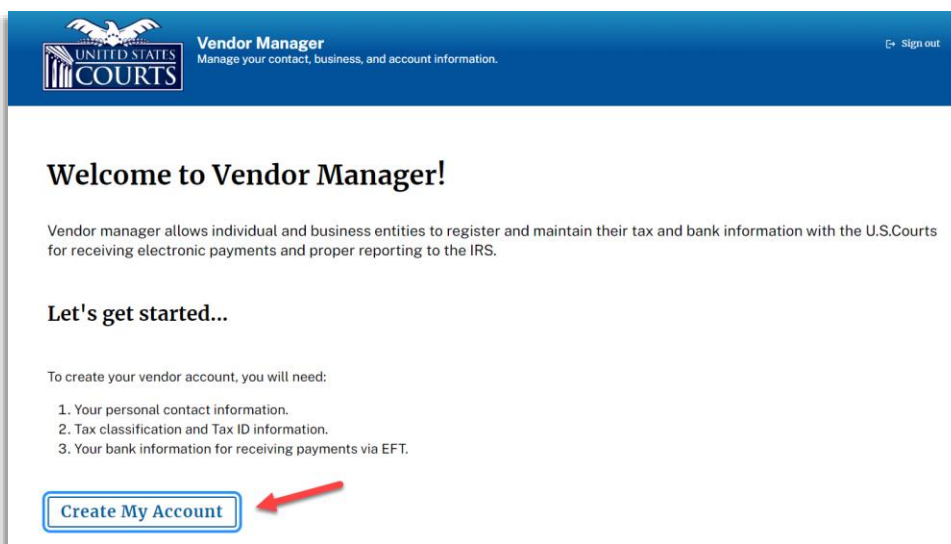 UNITED STATES
COURTS
Vendor Manager
Manage your contact, business, and account information.
Sign out
Welcome to Vendor Manager!
Vendor manager allows individual and business entities to register and maintain their tax and bank information with the U.S.Courts
for receiving electronic payments and proper reporting to the IRS.
Let's get started...
To create your vendor account, you will need:
1. Your personal contact information.
2. Tax classification and Tax ID information.
3. Your bank information for receiving payments via EFT.
Create My Account